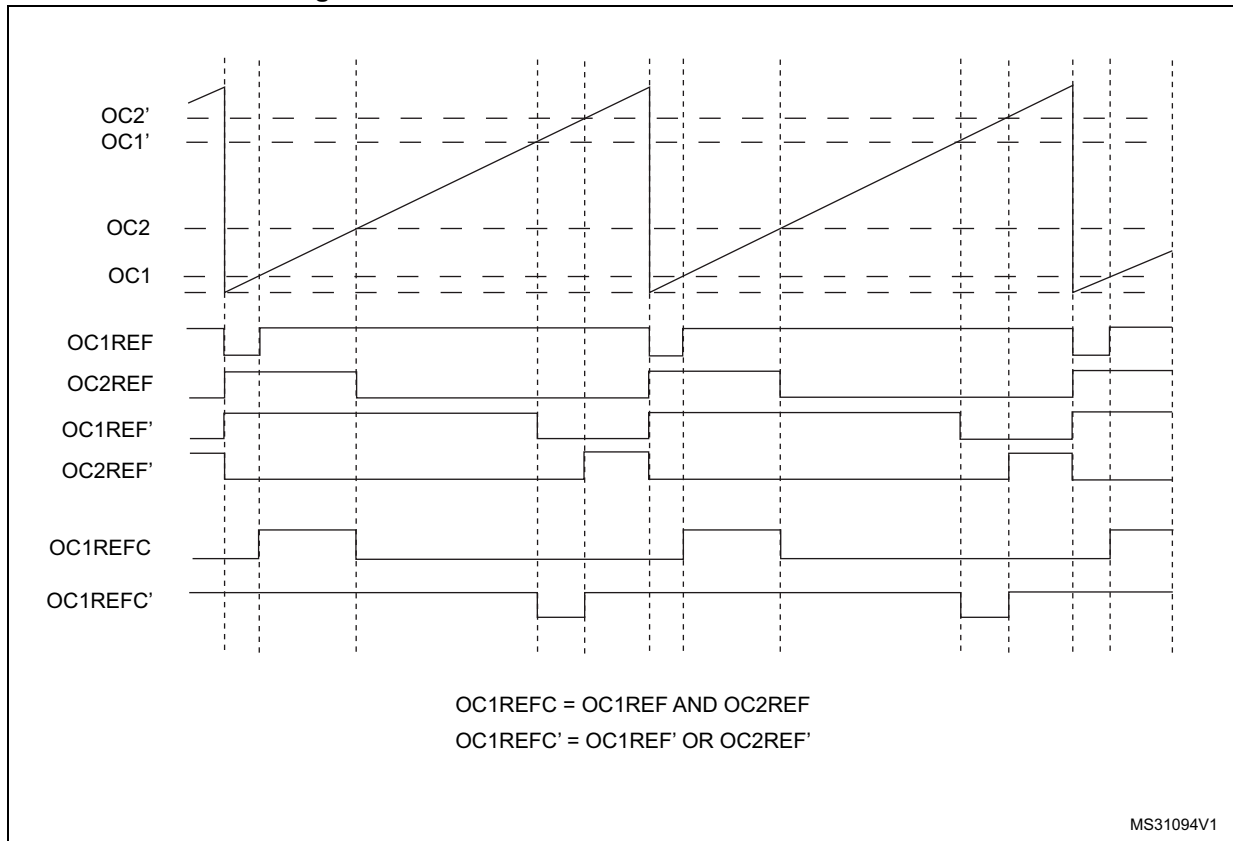 OC2’
OC1’
OC2
OC1
OC1REF
OC2REF
OC1REF’
OC2REF’
OC1REFC
OC1REFC’
OC1REFC = OC1REF AND OC2REF
OC1REFC’ = OC1REF’ OR OC2REF’
MS31094V1